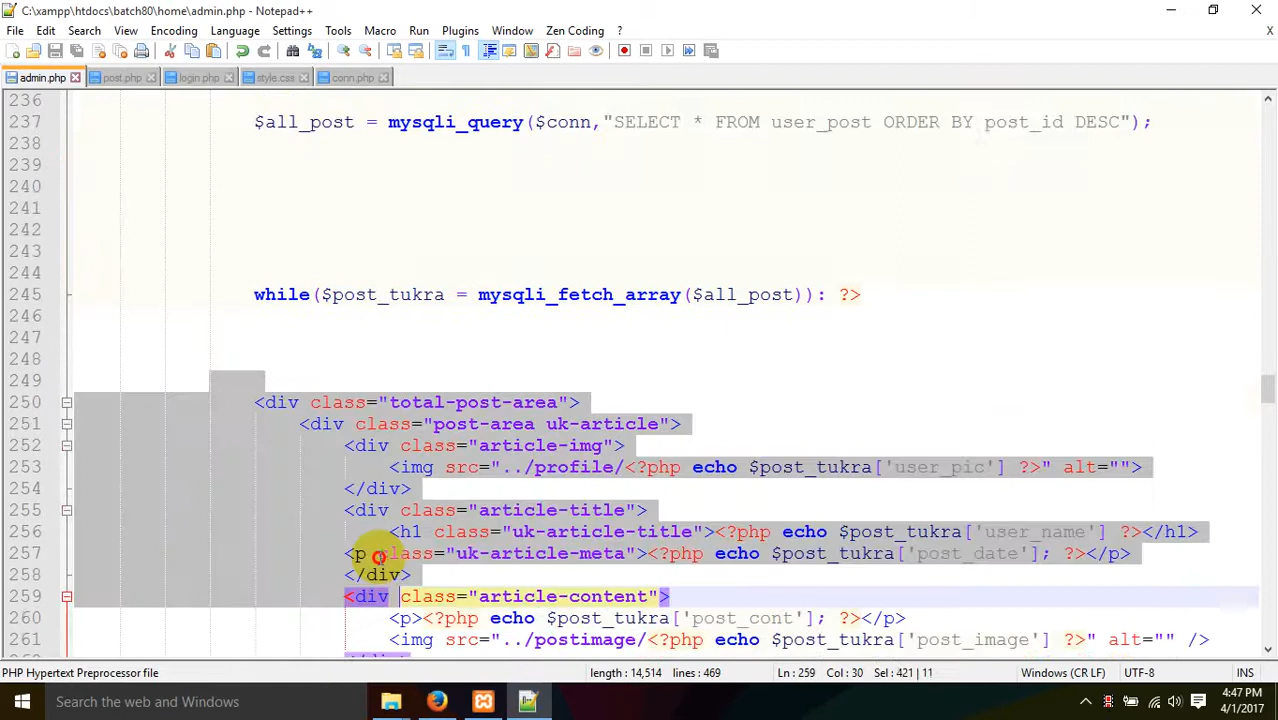 C:\xampp\htdocs\batch80\home\admin.php - Notepad++
File Edit Search View Encoding Language Settings Tools Macro Run Plugins Window Zen Coding ?
admin.php post.php login.php style.css conn.php
236
237 $all_post = mysqli_query($conn,"SELECT * FROM user_post ORDER BY post_id DESC");
238
239
240
241
242
243
244
245 while($post_tukra = mysqli_fetch_array($all_post)): ?>
246
247
248
249
250 <div class="total-post-area">
251 <div class="post-area uk-article">
252 <div class="article-img">
253 <img src="../profile/<?php echo $post_tukra['user_pic'] ?>" alt="">
254 </div>
255 <div class="article-title">
256 <h1 class="uk-article-title"><?php echo $post_tukra['user_name'] ?></h1>
257 <p class="uk-article-meta"><?php echo $post_tukra['post_date']; ?></p>
258 </div>
259 <div class="article-content">
260 <p><?php echo $post_tukra['post_cont']; ?></p>
261 <img src="../postimage/<?php echo $post_tukra['post_image'] ?>" alt="" />
PHP Hypertext Preprocessor file length : 14,514 lines : 469 Ln : 259 Col : 30 Sel : 421 | 11 Windows (CR LF) UTF-8 INS
Search the web and Windows
4:47 PM
4/1/2017